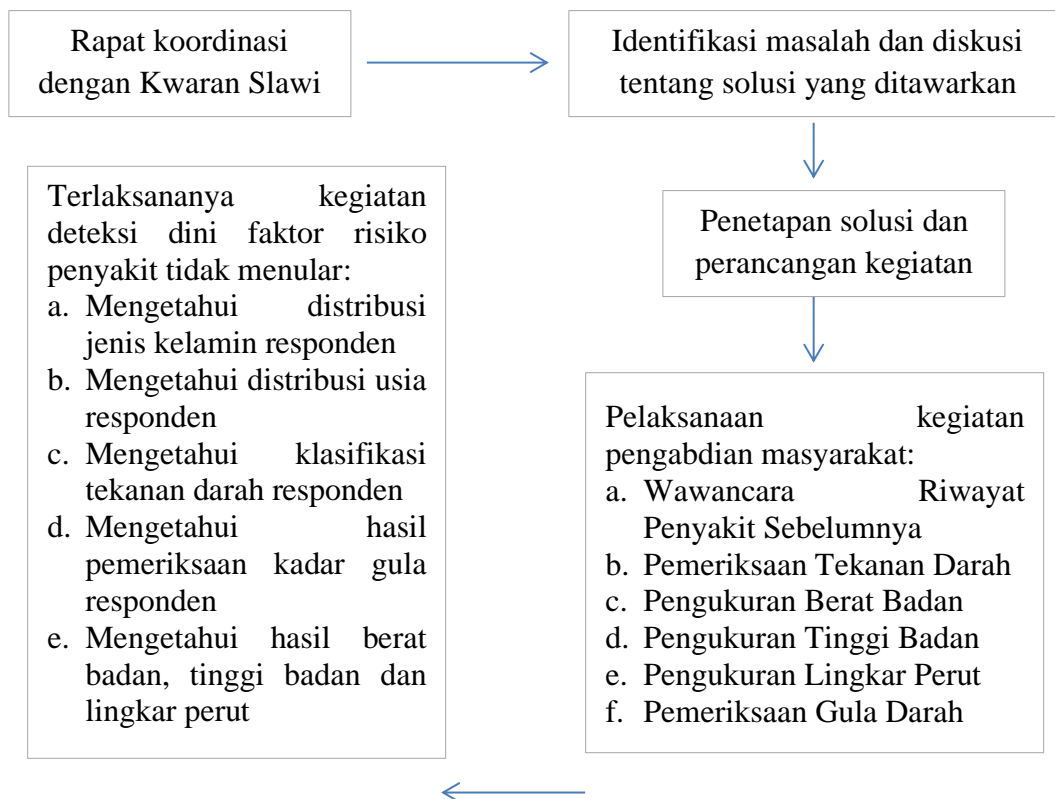 Rapat koordinasi
dengan Kwaran Slawi
Identifikasi masalah dan diskusi
tentang solusi yang ditawarkan
Penetapan solusi dan
perancangan kegiatan
Pelaksanaan kegiatan
pengabdian masyarakat:
a. Wawancara Riwayat
Penyakit Sebelumnya
b. Pemeriksaan Tekanan Darah
c. Pengukuran Berat Badan
d. Pengukuran Tinggi Badan
e. Pengukuran Lingkar Perut
f. Pemeriksaan Gula Darah
Terlaksananya kegiatan
deteksi dini faktor risiko
penyakit tidak menular:
a. Mengetahui distribusi
jenis kelamin responden
b. Mengetahui distribusi usia
responden
c. Mengetahui klasifikasi
tekanan darah responden
d. Mengetahui hasil
pemeriksaan kadar gula
responden
e. Mengetahui hasil berat
badan, tinggi badan dan
lingkar perut